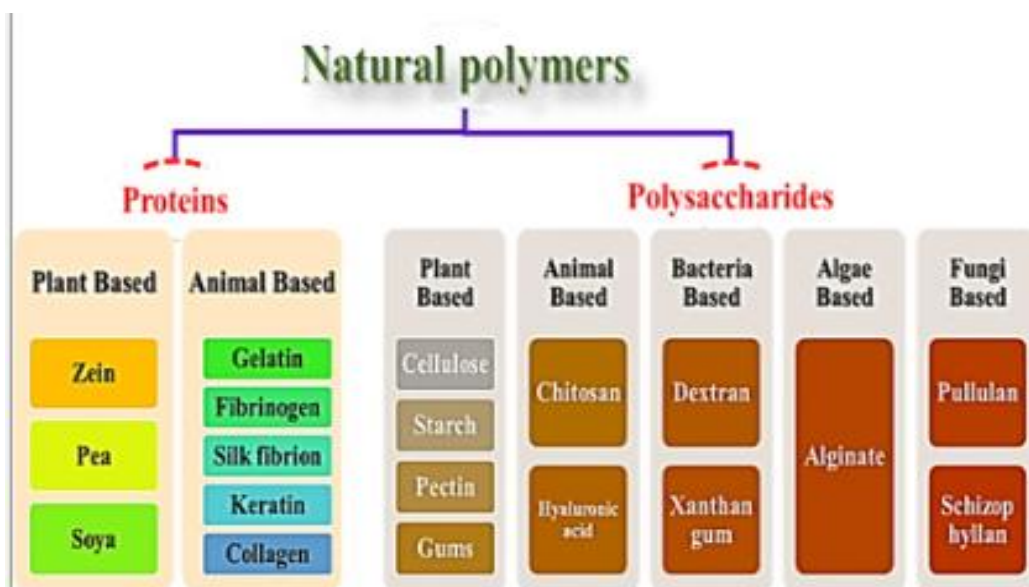 Natural polymers
Proteins
Polysaccharides
Plant Based
Zein
Pea
Soya
Animal Based
Gelatin
Fibrinogen
Silk fibrion
Keratin
Collagen
Plant
Based
Cellulose
Starch
Pectin
Gums
Animal
Based
Chitosan
Hyaluronic
acid
Bacteria
Based
Dextran
Xanthan
gum
Algae
Based
Alginate
Fungi
Based
Pullulan
Schizop
hyllan